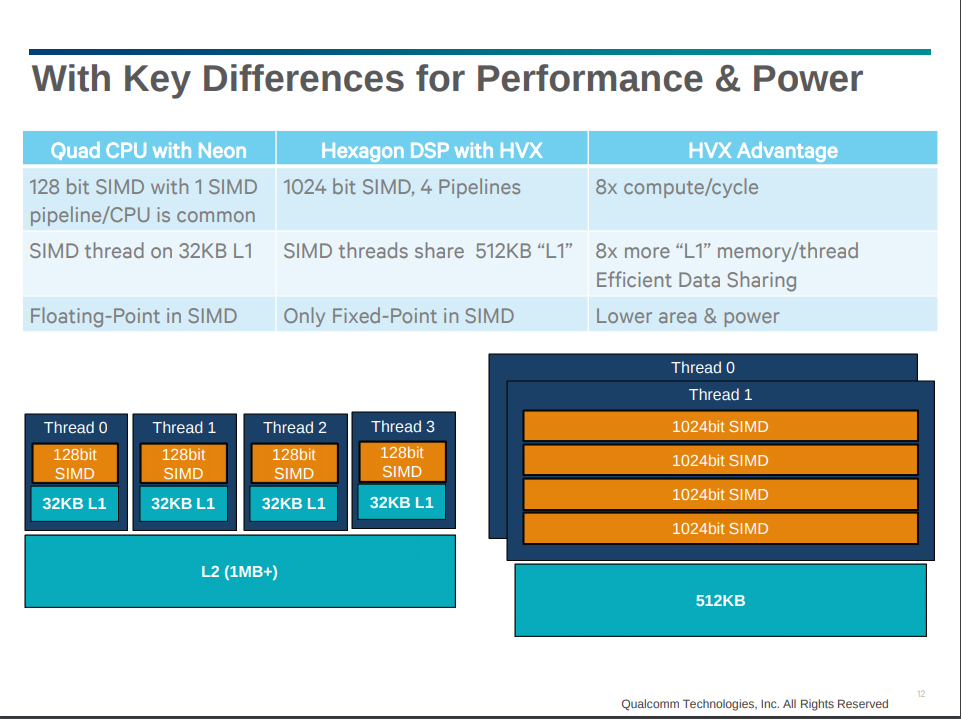 With Key Differences for Performance & Power
Quad CPU with Neon
Hexagon DSP with HVX
HVX Advantage
128 bit SIMD with 1 SIMD
pipeline/CPU is common
1024 bit SIMD, 4 Pipelines
8x compute/cycle
SIMD thread on 32KB L1
SIMD threads share 512KB “L1”
8x more “L1” memory/thread
Efficient Data Sharing
Floating-Point in SIMD
Only Fixed-Point in SIMD
Lower area & power
Thread 0
128bit
SIMD
32KB L1
Thread 1
128bit
SIMD
32KB L1
Thread 2
128bit
SIMD
32KB L1
Thread 3
128bit
SIMD
32KB L1
L2 (1MB+)
Thread 0
Thread 1
1024bit SIMD
1024bit SIMD
1024bit SIMD
1024bit SIMD
512KB
12
Qualcomm Technologies, Inc. All Rights Reserved